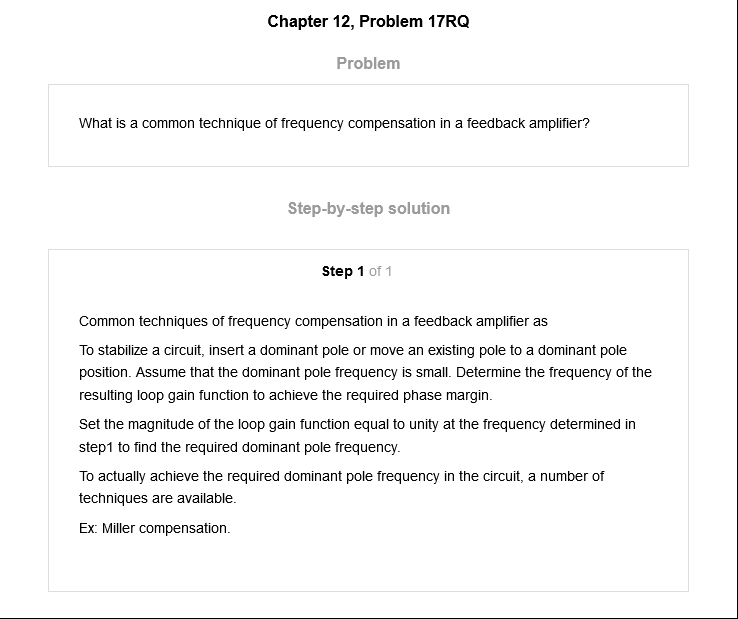 Chapter 12, Problem 17RQ
Problem
What is a common technique of frequency compensation in a feedback amplifier?
Step-by-step solution
Step 1 of 1
Common techniques of frequency compensation in a feedback amplifier as
To stabilize a circuit, insert a dominant pole or move an existing pole to a dominant pole
position. Assume that the dominant pole frequency is small. Determine the frequency of the
resulting loop gain function to achieve the required phase margin.
Set the magnitude of the loop gain function equal to unity at the frequency determined in
step1 to find the required dominant pole frequency.
To actually achieve the required dominant pole frequency in the circuit, a number of
techniques are available.
Ex: Miller compensation.